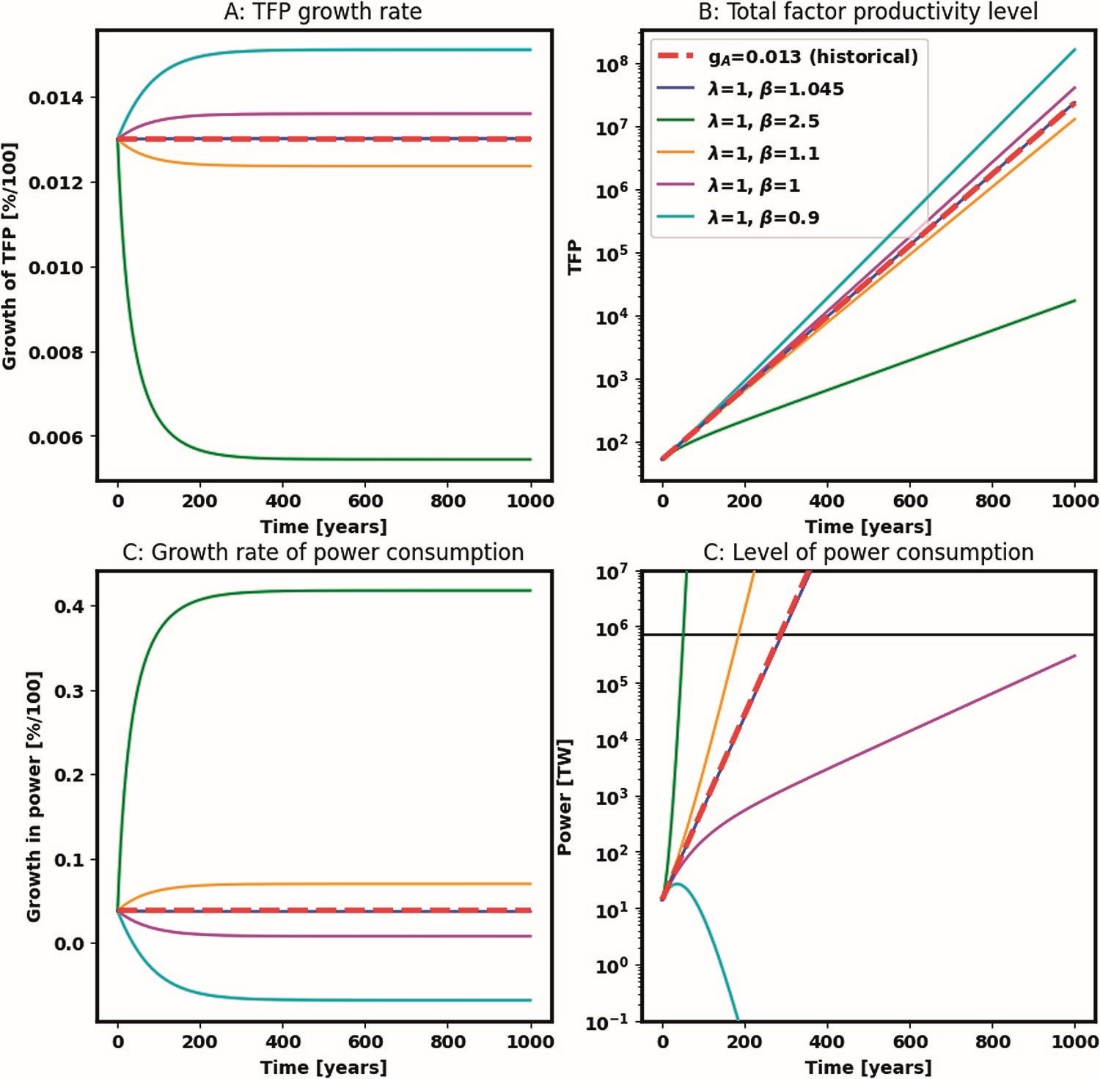 A: TFP growth rate
Growth of TFP [%/100]
0.014
0.012
0.010
0.008
0.006
0 200 400 600 800 1000
Time [years]
B: Total factor productivity level
TFP
10⁸
10⁷
10⁶
10⁵
10⁴
10³
10²
g_A=0.013 (historical)
λ=1, β=1.045
λ=1, β=2.5
λ=1, β=1.1
λ=1, β=1
λ=1, β=0.9
0 200 400 600 800 1000
Time [years]
C: Growth rate of power consumption
Growth in power [%/100]
0.4
0.3
0.2
0.1
0.0
0 200 400 600 800 1000
Time [years]
C: Level of power consumption
Power [TW]
10⁷
10⁶
10⁵
10⁴
10³
10²
10¹
10⁰
10⁻¹
0 200 400 600 800 1000
Time [years]